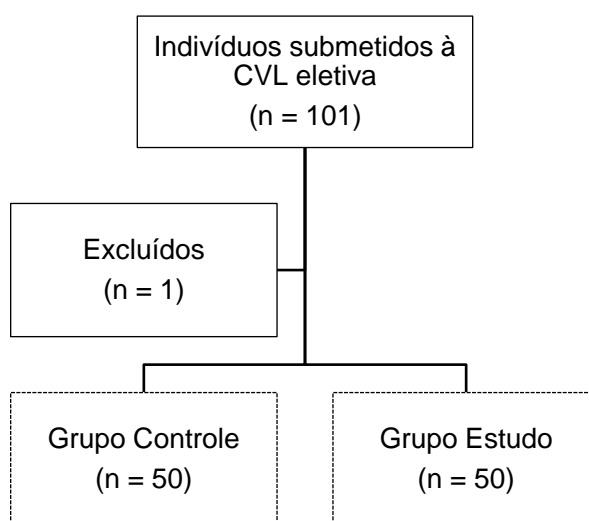 Indivíduos submetidos à
CVL eletiva
(n = 101)
Excluídos
(n = 1)
Grupo Controle
(n = 50)
Grupo Estudo
(n = 50)